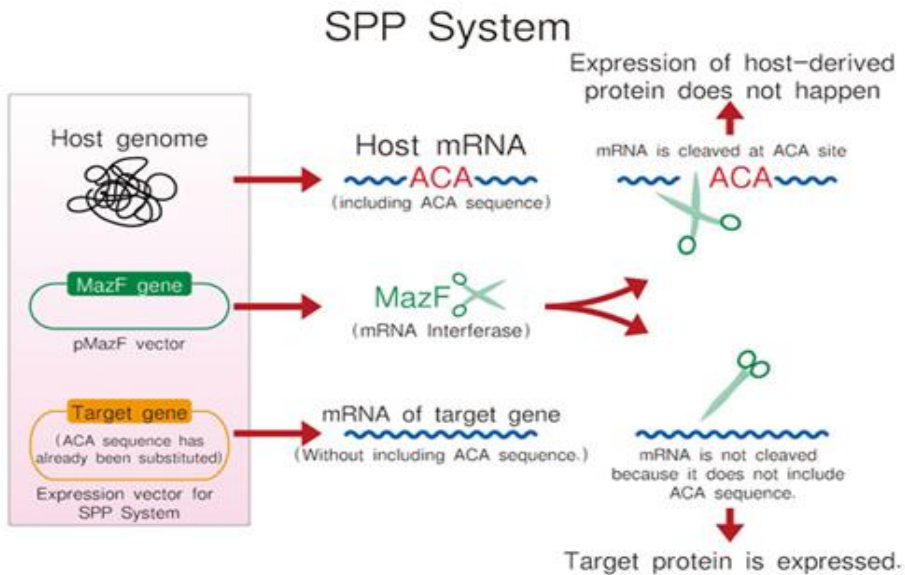 SPP System
Expression of host-derived
protein does not happen
Host genome
Host mRNA
ACA
(including ACA sequence)
mRNA is cleaved at ACA site
ACA
MazF gene
pMazF vector
MazF
(mRNA Interferase)
Target gene
(ACA sequence has
already been substituted)
Expression vector for
SPP System
mRNA of target gene
(Without including ACA sequence.)
mRNA is not cleaved
because it does not include
ACA sequence.
Target protein is expressed.